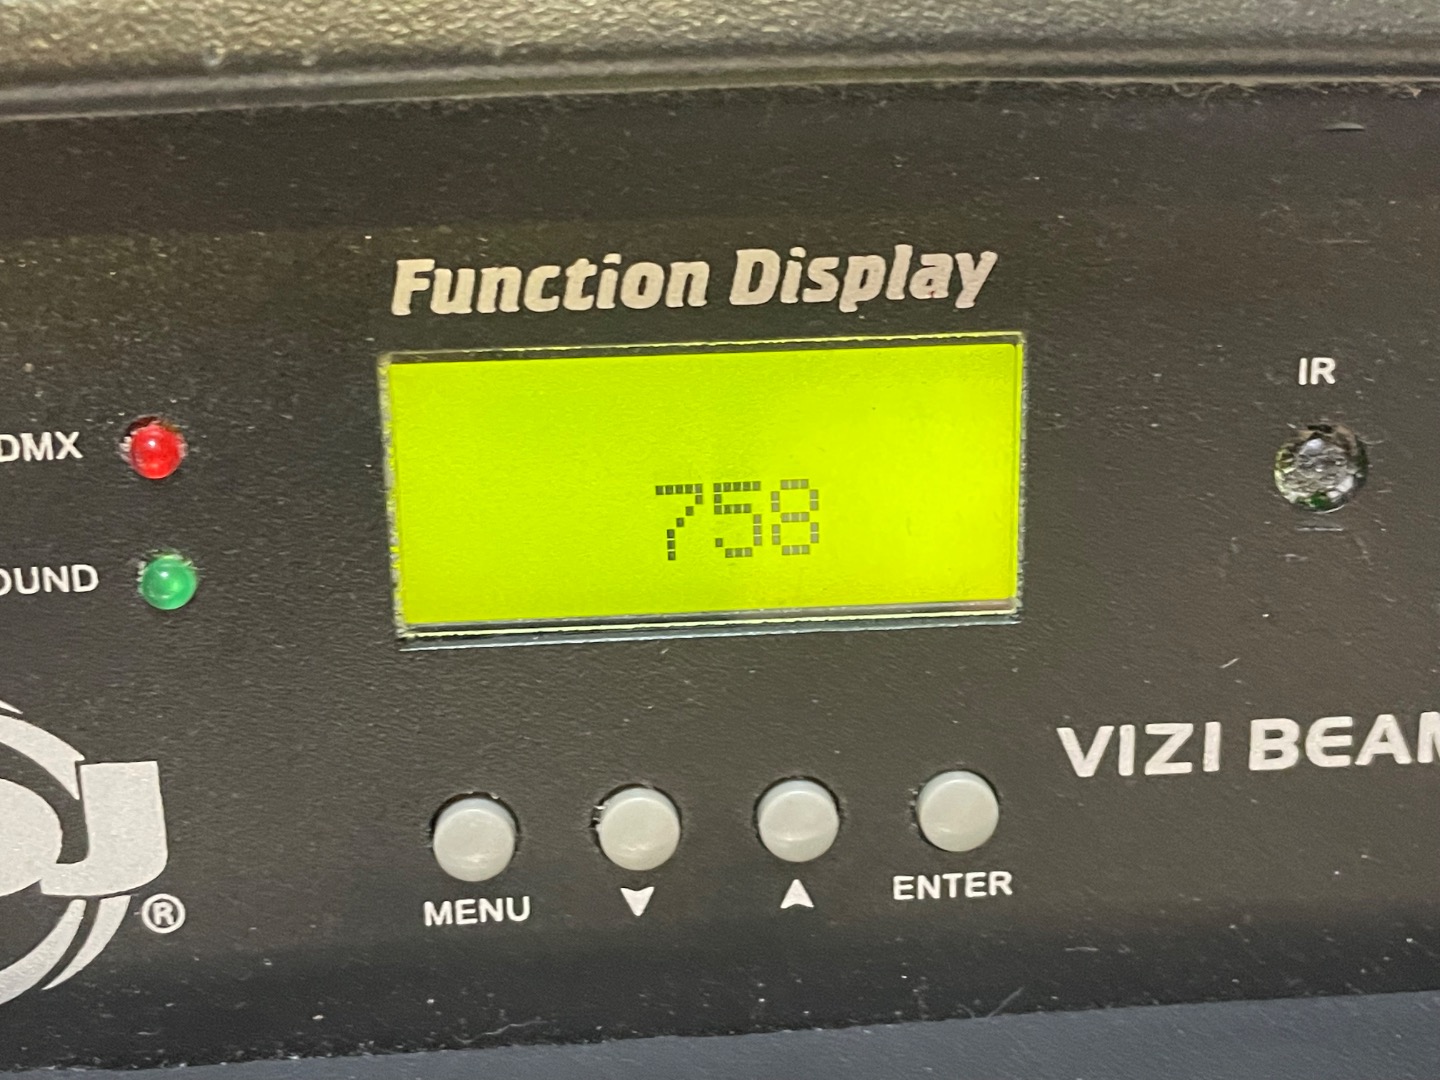 Function Display
IR
DMX
758
OUND
VIZI BEAM
MENU
ENTER
®